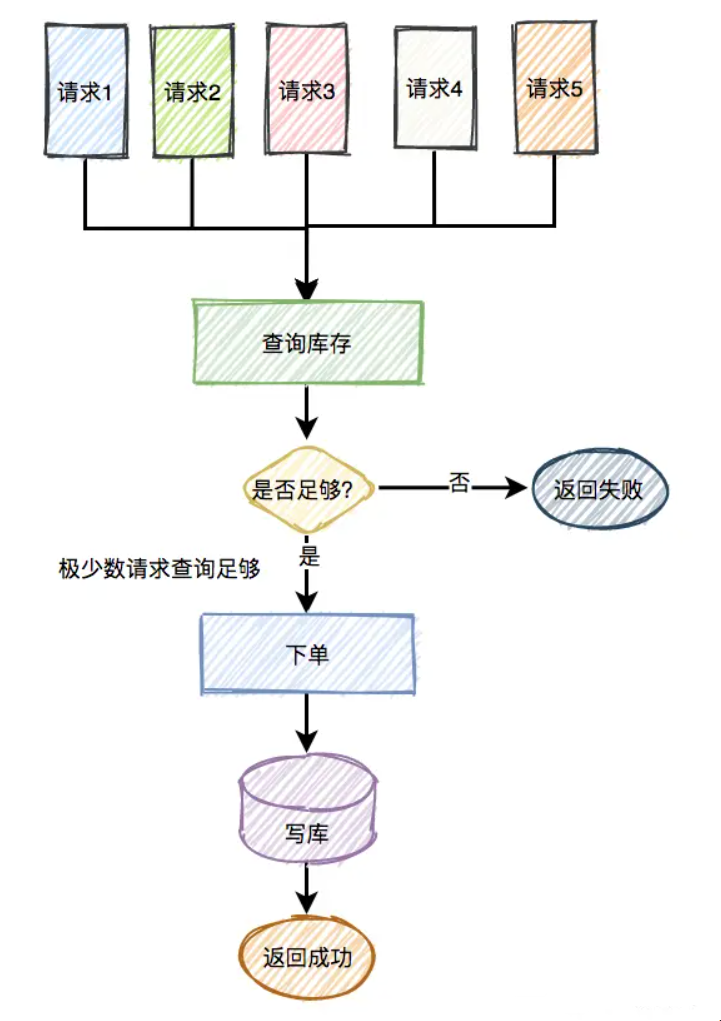 请求1
请求2
请求3
请求4
请求5
查询库存
是否足够?
否
返回失败
是
极少数请求查询足够
下单
写库
返回成功